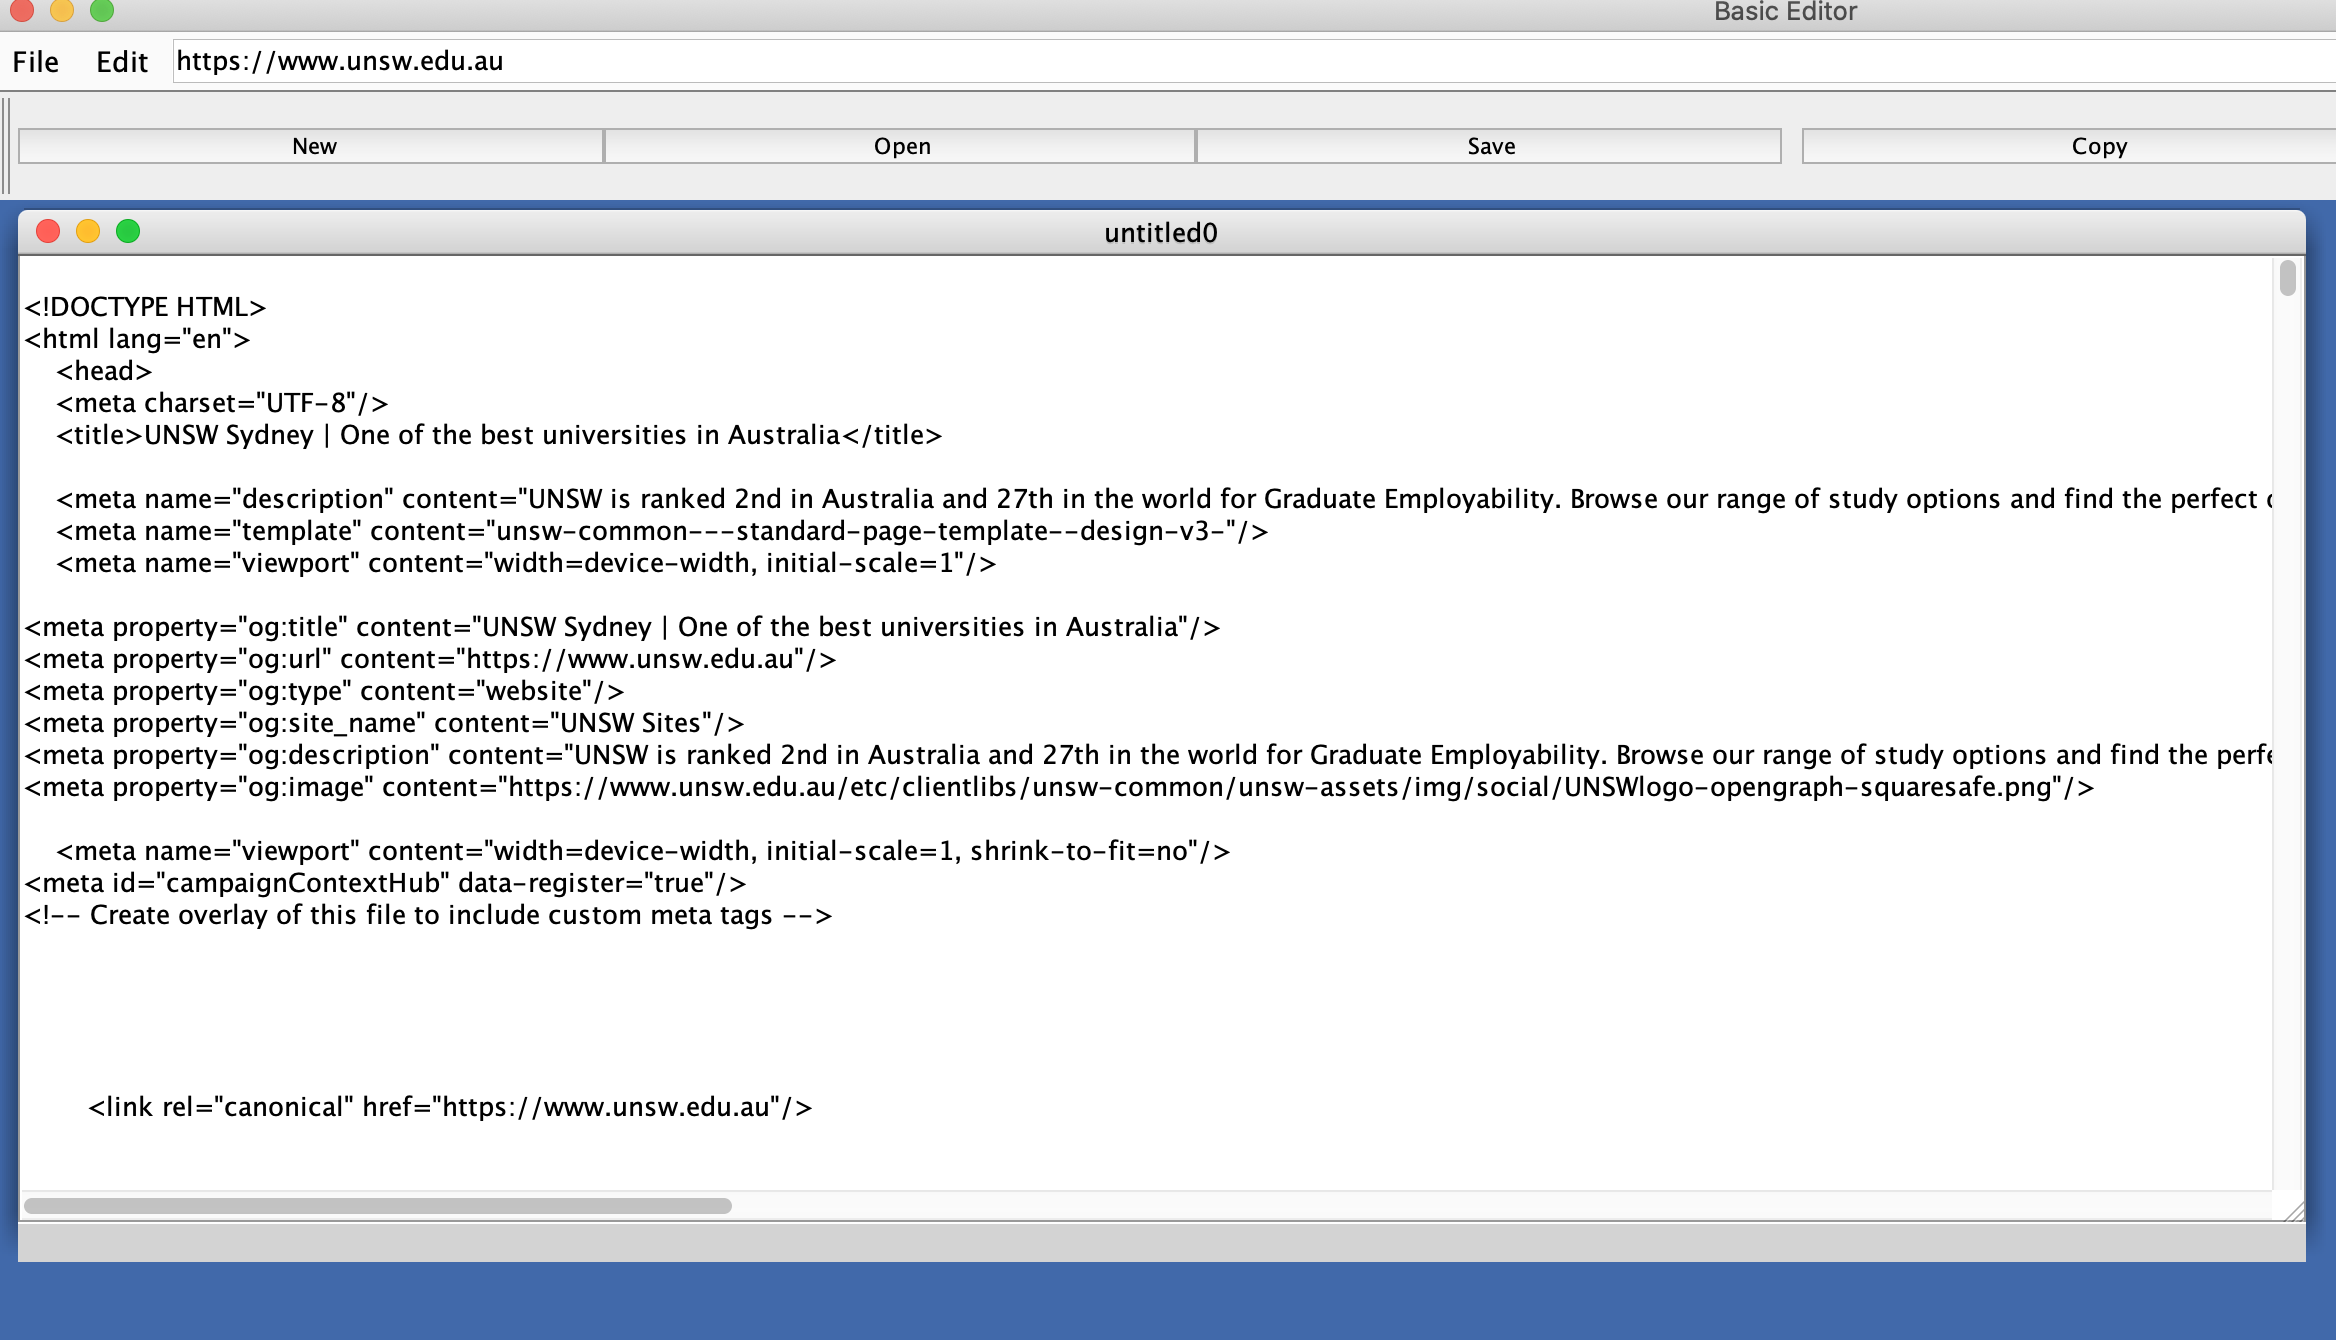 Basic Editor
File Edit https://www.unsw.edu.au
New Open Save Copy
untitled0
<!DOCTYPE HTML>
<html lang="en">
<head>
<meta charset="UTF-8"/>
<title>UNSW Sydney | One of the best universities in Australia</title>
<meta name="description" content="UNSW is ranked 2nd in Australia and 27th in the world for Graduate Employability. Browse our range of study options and find the perfect
<meta name="template" content="unsw-common---standard-page-template--design-v3-"/>
<meta name="viewport" content="width=device-width, initial-scale=1"/>
<meta property="og:title" content="UNSW Sydney | One of the best universities in Australia"/>
<meta property="og:url" content="https://www.unsw.edu.au"/>
<meta property="og:type" content="website"/>
<meta property="og:site_name" content="UNSW Sites"/>
<meta property="og:description" content="UNSW is ranked 2nd in Australia and 27th in the world for Graduate Employability. Browse our range of study options and find the perfe
<meta property="og:image" content="https://www.unsw.edu.au/etc/clientlibs/unsw-common/unsw-assets/img/social/UNSWlogo-opengraph-squaresafe.png"/>
<meta name="viewport" content="width=device-width, initial-scale=1, shrink-to-fit=no"/>
<meta id="campaignContextHub" data-register="true"/>
<!-- Create overlay of this file to include custom meta tags -->
<link rel="canonical" href="https://www.unsw.edu.au"/>